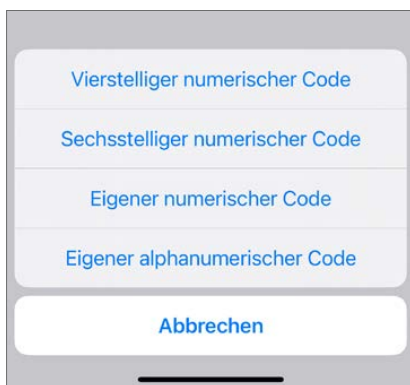 Vierstelliger numerischer Code
Sechsstelliger numerischer Code
Eigener numerischer Code
Eigener alphanumerischer Code
Abbrechen